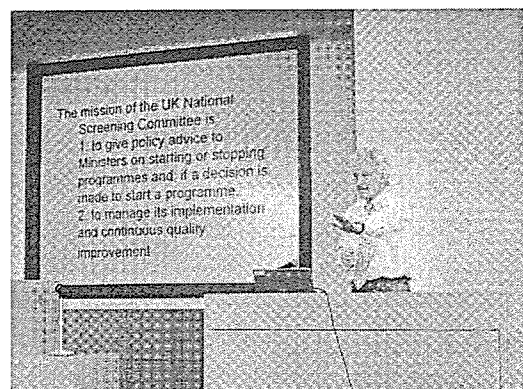 The mission of the UK National
Screening Committee is
1. to give policy advice to
Ministers on starting or stopping
programmes and, if a decision is
made to start a programme,
2. to manage its implementation
and continuous quality
improvement